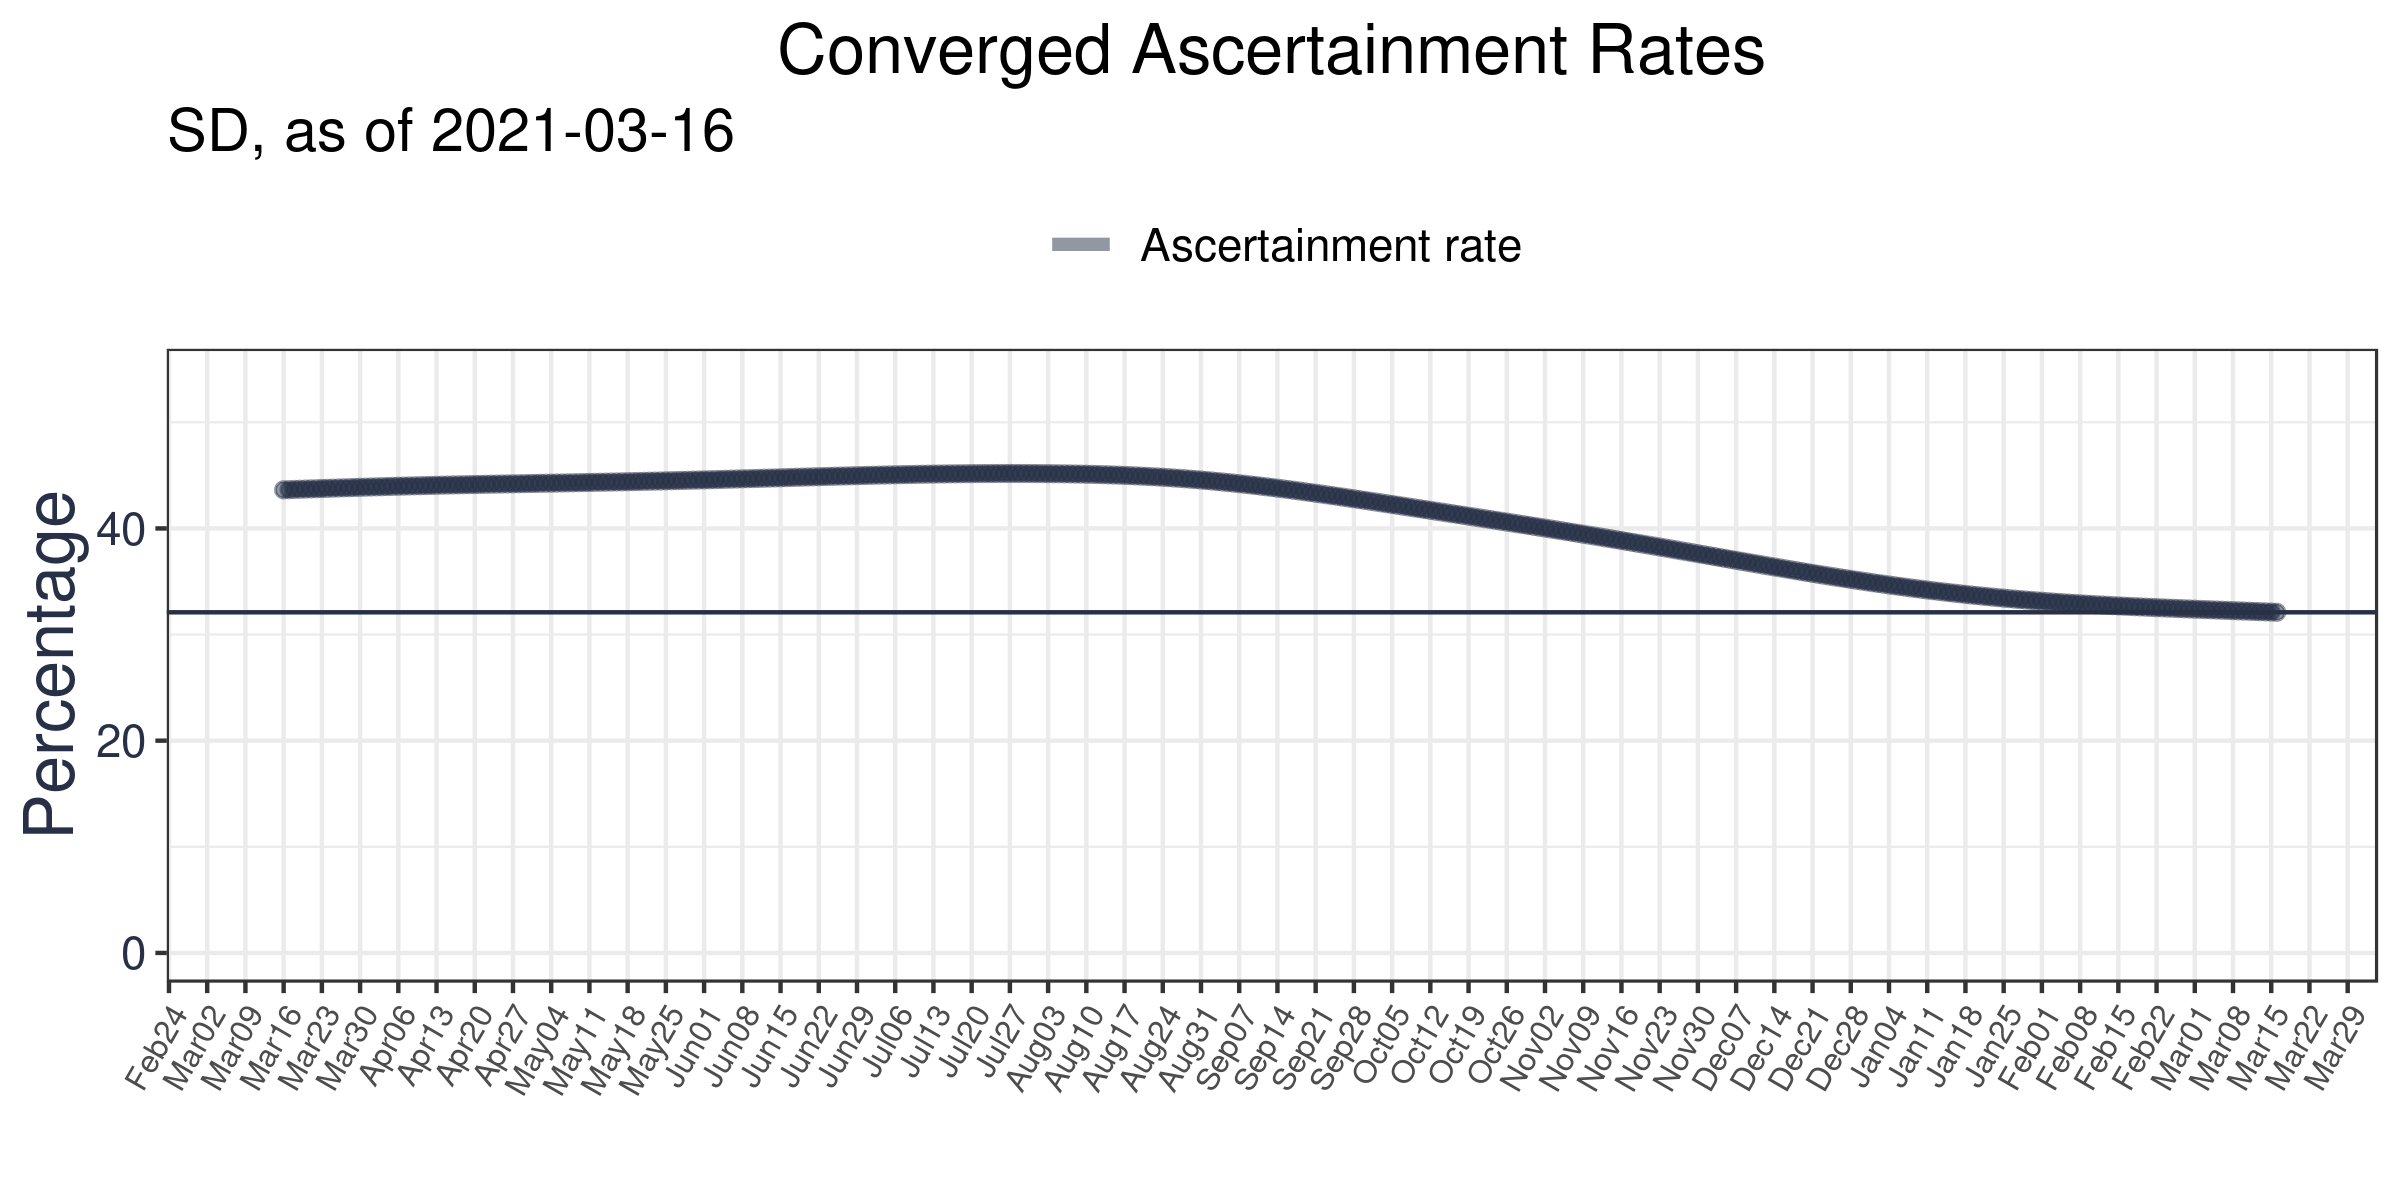 Converged Ascertainment Rates
SD, as of 2021-03-16
Ascertainment rate
Percentage
40
20
0
Feb24
Mar02
Mar09
Mar16
Mar23
Mar30
Apr06
Apr13
Apr20
Apr27
May04
May11
May18
May25
Jun01
Jun08
Jun15
Jun22
Jun29
Jul06
Jul13
Jul20
Jul27
Aug03
Aug10
Aug17
Aug24
Aug31
Sep07
Sep14
Sep21
Sep28
Oct05
Oct12
Oct19
Oct26
Nov02
Nov09
Nov16
Nov23
Nov30
Dec07
Dec14
Dec21
Dec28
Jan04
Jan11
Jan18
Jan25
Feb01
Feb08
Feb15
Feb22
Mar01
Mar08
Mar15
Mar22
Mar29